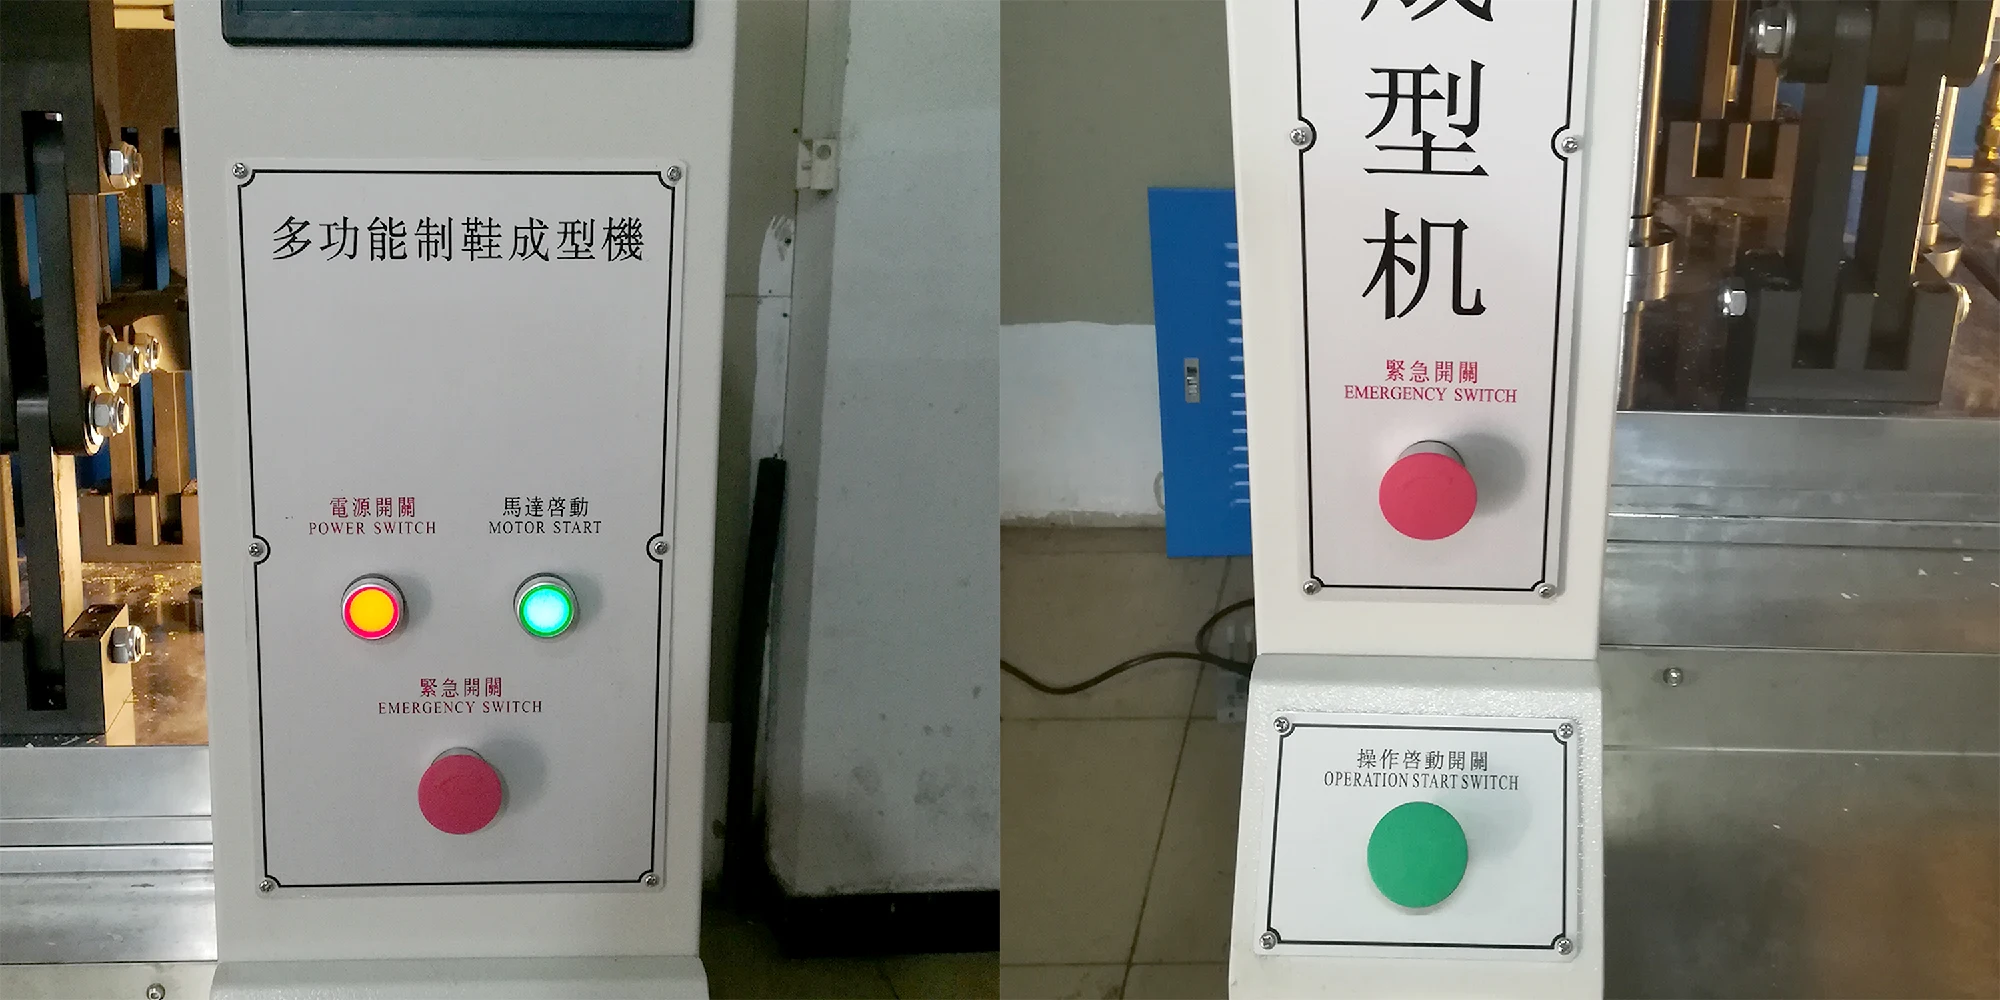 多功能制鞋成型機
電源開關
POWER SWITCH
馬達啓動
MOTOR START
緊急開關
EMERGENCY SWITCH
成
型
机
緊急開關
EMERGENCY SWITCH
操作啓動開關
OPERATION START SWITCH